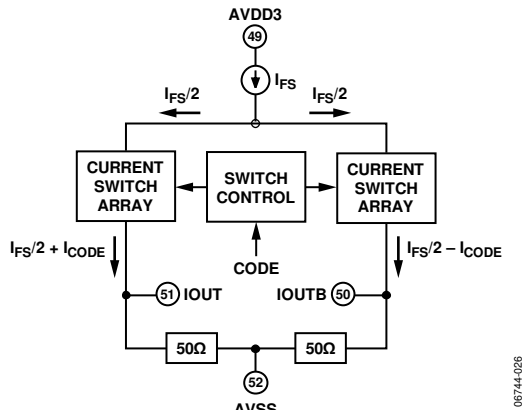 AVDD3
49
IFS
IFS/2
IFS/2
CURRENT
SWITCH
ARRAY
SWITCH
CONTROL
CURRENT
SWITCH
ARRAY
IFS/2 + ICODE
CODE
IFS/2 – ICODE
51 IOUT
IOUTB 50
50Ω
50Ω
52
AVSS
06744-026